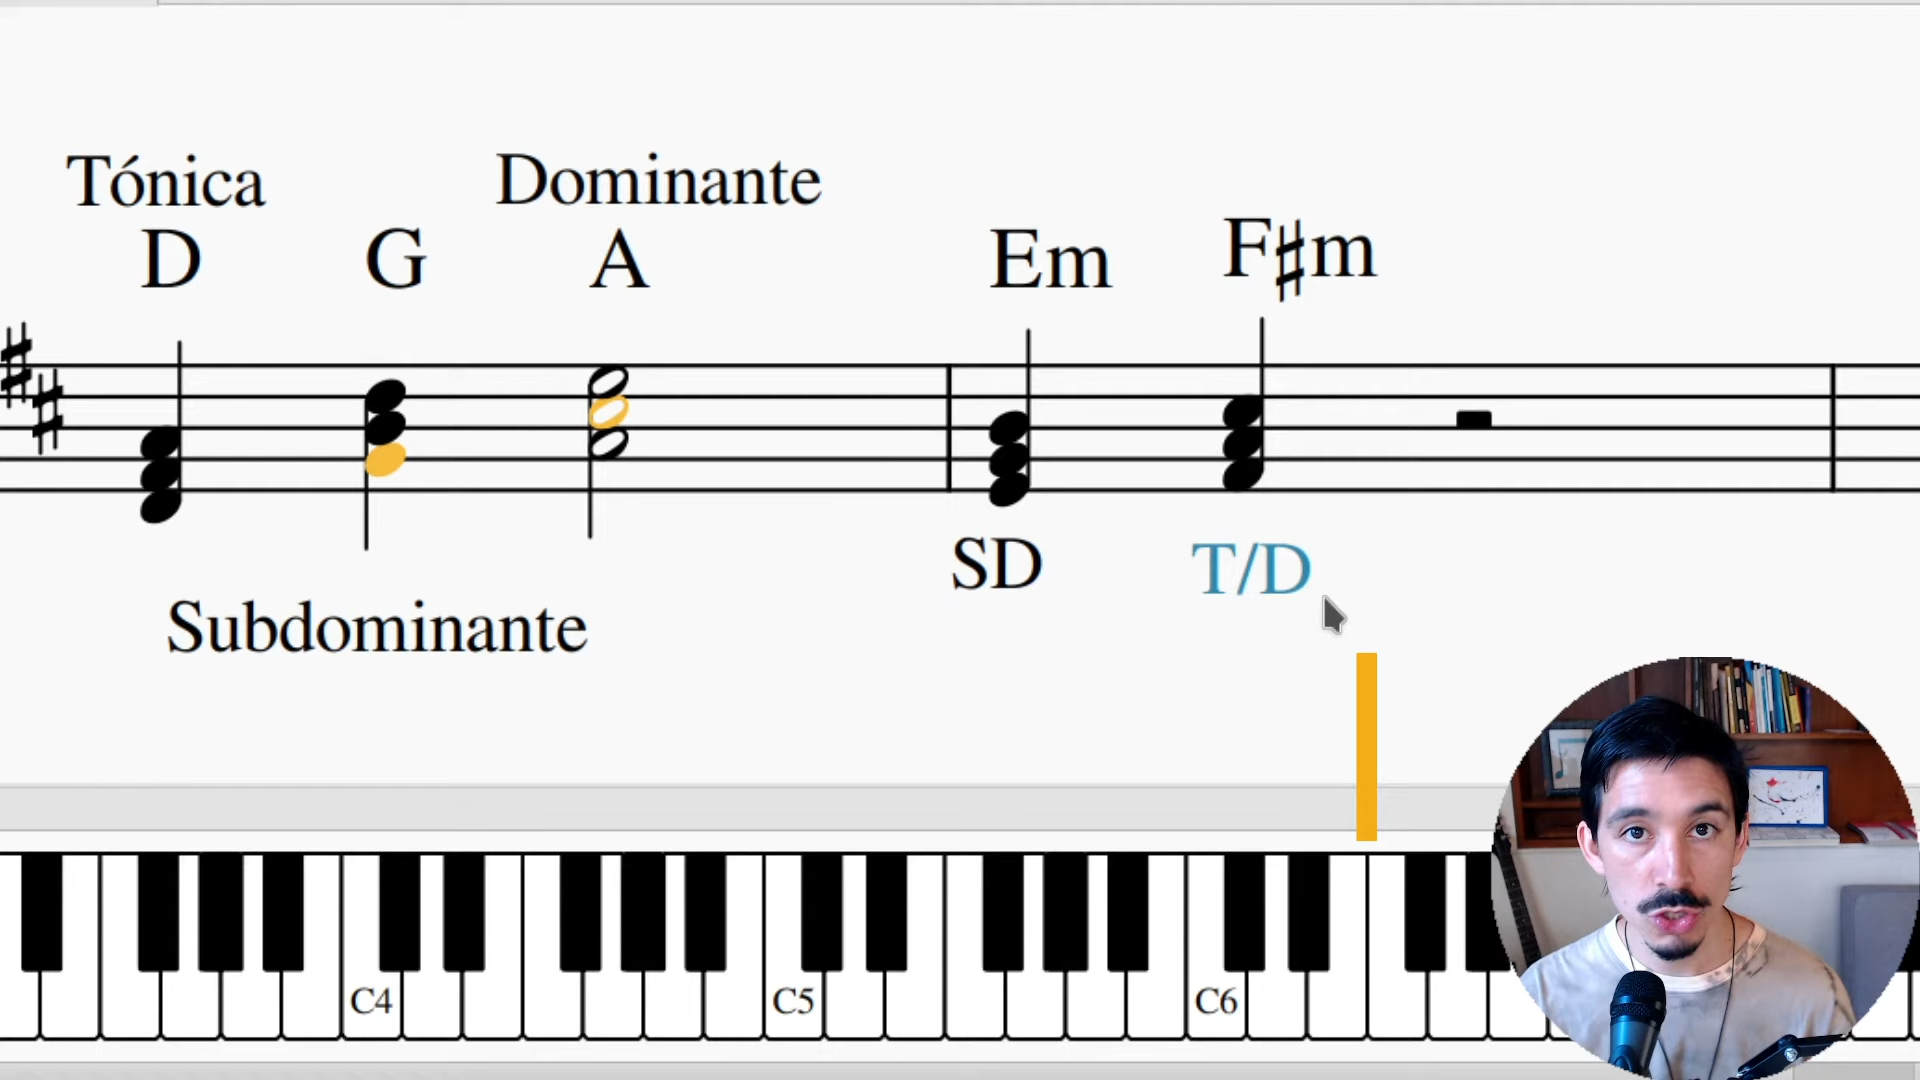 Tónica
Dominante
D
G
A
Em
F♯m
SD
T/D
Subdominante
C4
C5
C6